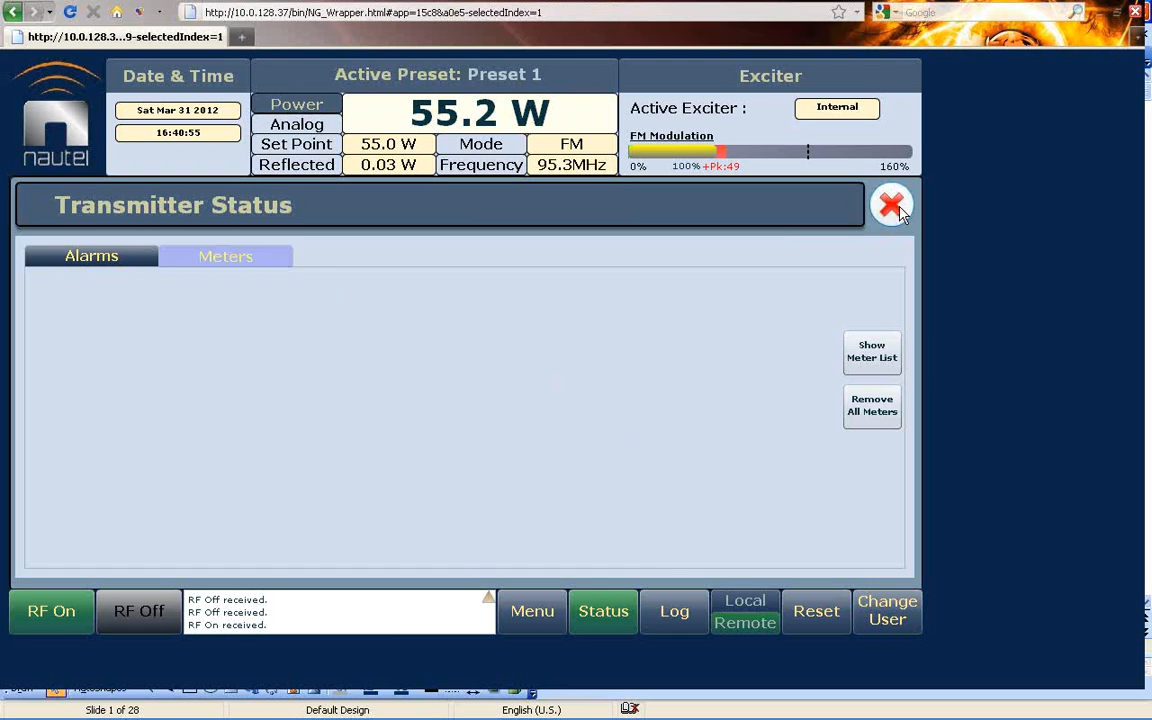 http://10.0.128.37/bin/NG_Wrapper.html#app=15c8&a0e5-selectedIndex=1
Google
http://10.0.128.3...9-selectedIndex=1
+
Date & Time
Active Preset: Preset 1
Exciter
Sat Mar 31 2012
16:40:55
Power
Analog
55.2 W
Active Exciter :
Internal
Set Point
55.0 W
Mode
FM
FM Modulation
Reflected
0.03 W
Frequency
95.3MHz
0%
100%
+Pk:49
160%
nautel
Transmitter Status
Alarms
Meters
Show
Meter List
Remove
All Meters
RF On
RF Off
RF Off received.
RF Off received.
RF On received.
Menu
Status
Log
Local
Remote
Reset
Change
User
Slide 1 of 28
Default Design
English (U.S.)